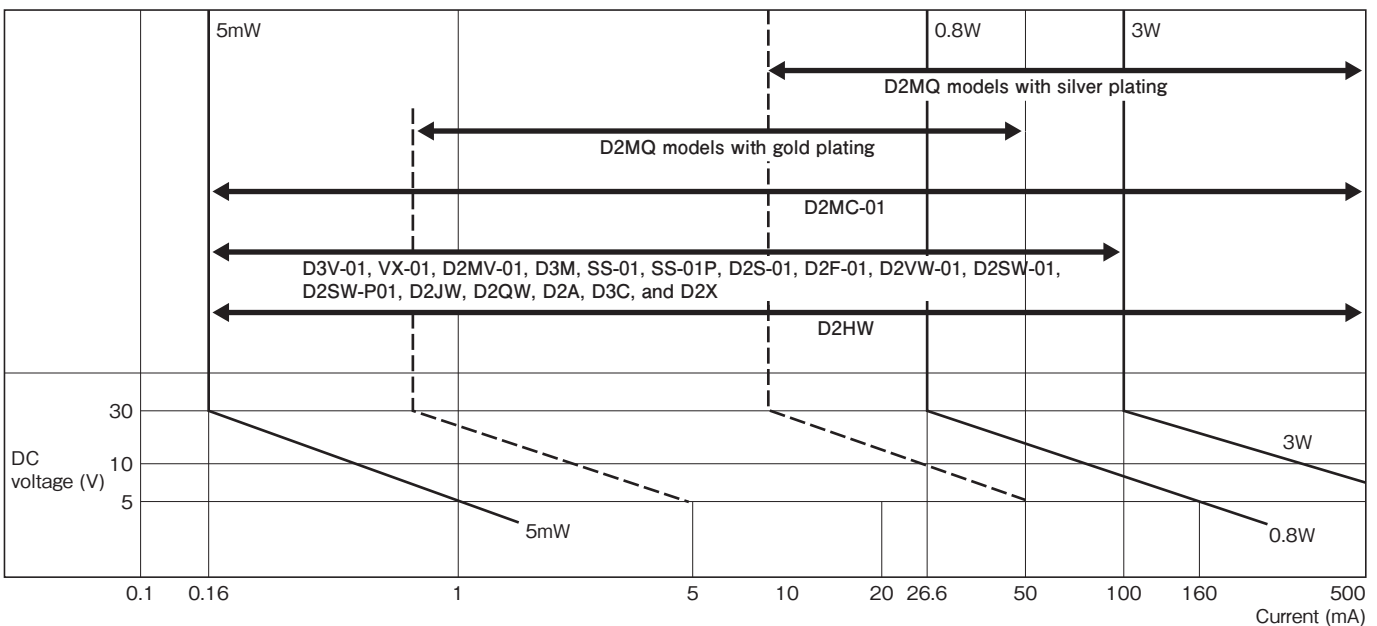 5mW
0.8W
3W
D2MQ models with silver plating
D2MQ models with gold plating
D2MC-01
D3V-01, VX-01, D2MV-01, D3M, SS-01, SS-01P, D2S-01, D2F-01, D2VW-01, D2SW-01,
D2SW-P01, D2JW, D2QW, D2A, D3C, and D2X
D2HW
DC
voltage (V)
30
10
5
3W
5mW
0.8W
0.1
0.16
1
5
10
20
26.6
50
100
160
500
Current (mA)